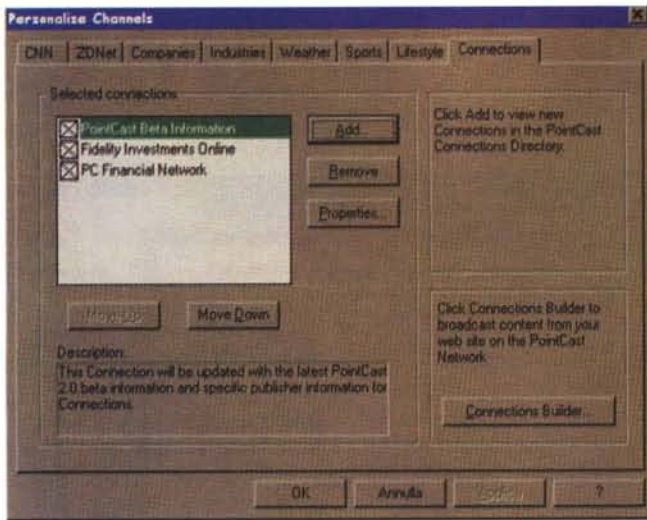 Personalize Channels
CNN ZDNet Companies Industries Weather Sports Lifestyle Connections
Selected connections
PointCast Beta Information
Fidelity Investments Online
PC Financial Network
Add...
Remove
Properties...
Click Add to view new
Connections in the PointCast
Connections Directory.
Move Up
Move Down
Description:
This Connection will be updated with the latest PointCast
2.0 beta information and specific publisher information for
Connections.
Click Connections Builder to
broadcast content from your
web site on the PointCast
Network
Connections Builder...
OK Annulla ?